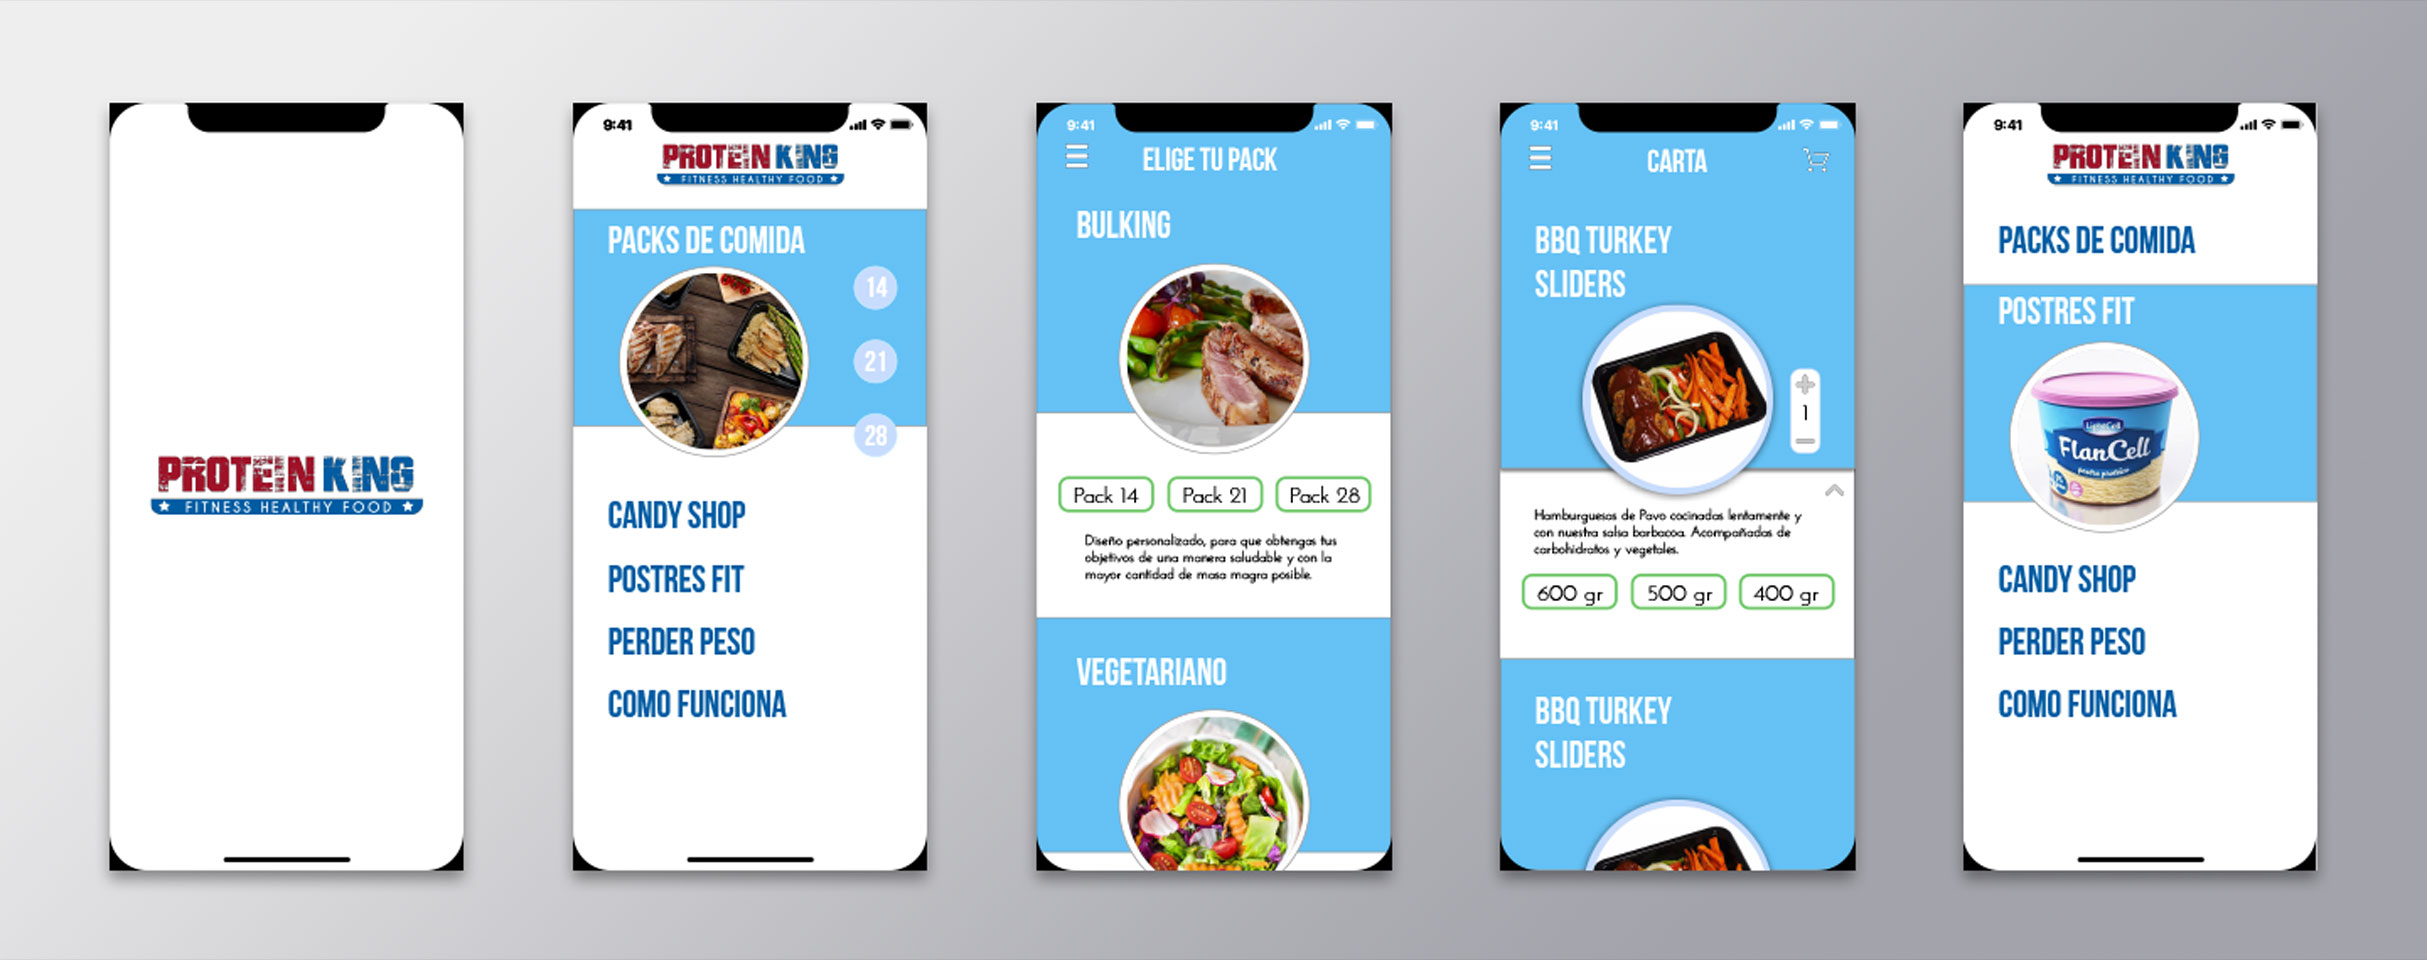 PROTEIN KING
FITNESS HEALTHY FOOD
9:41
PROTEIN KING
FITNESS HEALTHY FOOD
PACKS DE COMIDA
14
21
28
CANDY SHOP
POSTRES FIT
PERDER PESO
COMO FUNCIONA
9:41
ELIGE TU PACK
BULKING
Pack 14
Pack 21
Pack 28
Diseño personalizado, para que obtengas tus
objetivos de una manera saludable y con la
mayor cantidad de masa magra posible.
VEGETARIANO
9:41
CARTA
BBQ TURKEY
SLIDERS
1
Hamburguesas de Pavo cocinadas lentamente y
con nuestra salsa barbacoa. Acompañadas de
carbohidratos y vegetales.
600 gr
500 gr
400 gr
BBQ TURKEY
SLIDERS
9:41
PROTEIN KING
FITNESS HEALTHY FOOD
PACKS DE COMIDA
POSTRES FIT
LightCell
FlanCell
postre proteico
CANDY SHOP
PERDER PESO
COMO FUNCIONA